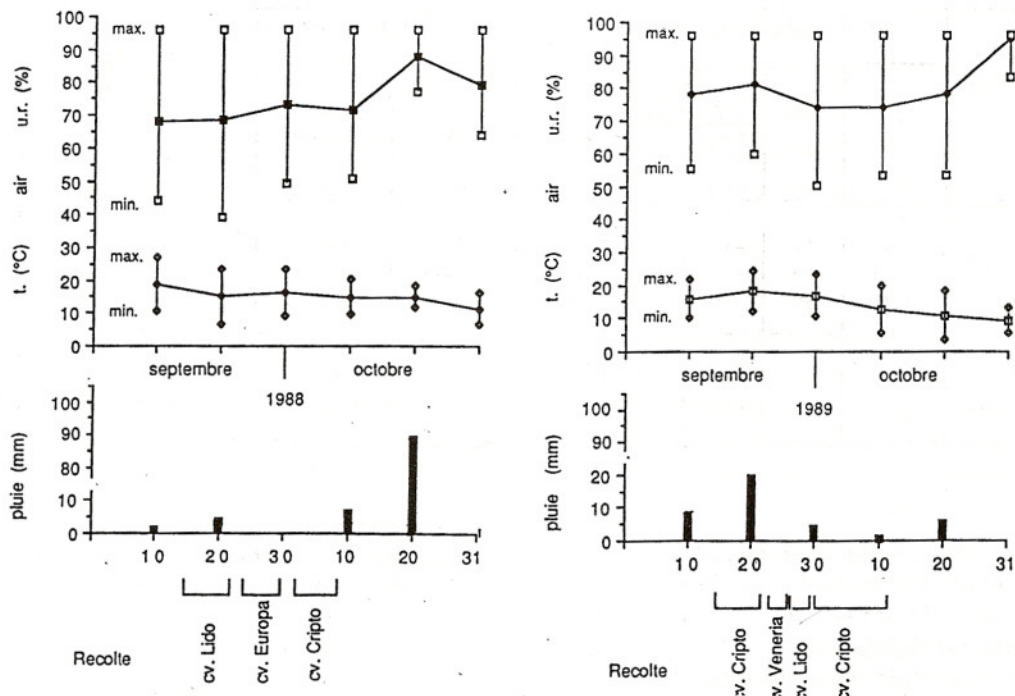 u.r. (%)
air
t. (°C)
100
90
80
70
60
50
40
30
20
10
0
max.
min.
max.
min.
septembre
octobre
1988
pluie (mm)
100
90
80
10
0
10
20
30
10
20
31
Recolte
cv. Lido
cv. Europa
cv. Cripto
u.r. (%)
air
t. (°C)
100
90
80
70
60
50
40
30
20
10
0
max.
min.
max.
min.
septembre
octobre
1989
pluie (mm)
100
90
20
10
0
10
20
30
10
20
31
Recolte
cv. Cripto
cv. Veneria
cv. Lido
cv. Cripto